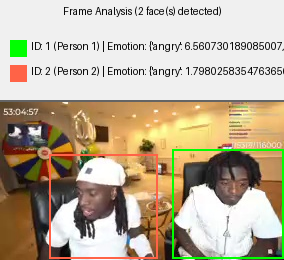 Frame Analysis (2 face(s) detected)
ID: 1 (Person 1) | Emotion: {'angry': 6.560730189085007,
ID: 2 (Person 2) | Emotion: {'angry': 1.798025835476365
53:04:57